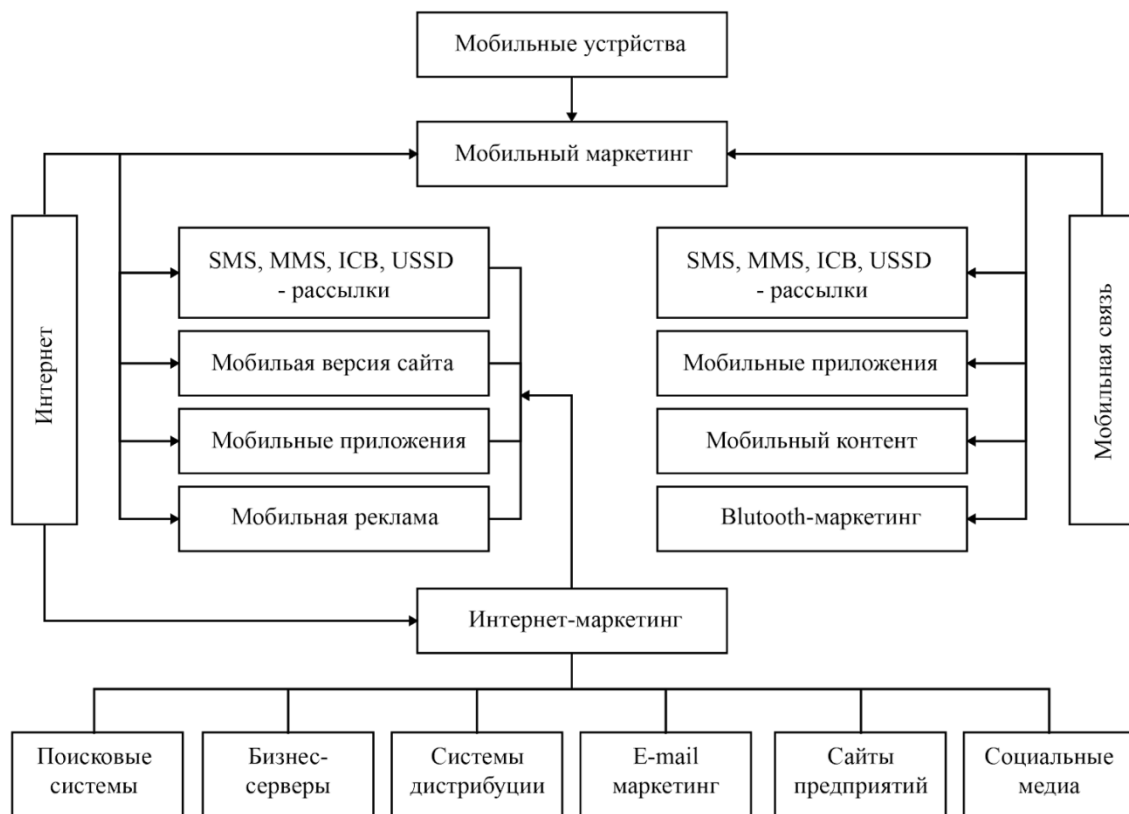 Мобильные устрйства
Мобильный маркетинг
Интернет
SMS, MMS, ICB, USSD
- рассылки
Мобильая версия сайта
Мобильные приложения
Мобильная реклама
SMS, MMS, ICB, USSD
- рассылки
Мобильные приложения
Мобильный контент
Blutooth-маркетинг
Мобильная связь
Интернет-маркетинг
Поисковые
системы
Бизнес-
серверы
Системы
дистрибуции
E-mail
маркетинг
Сайты
предприятий
Социальные
медиа